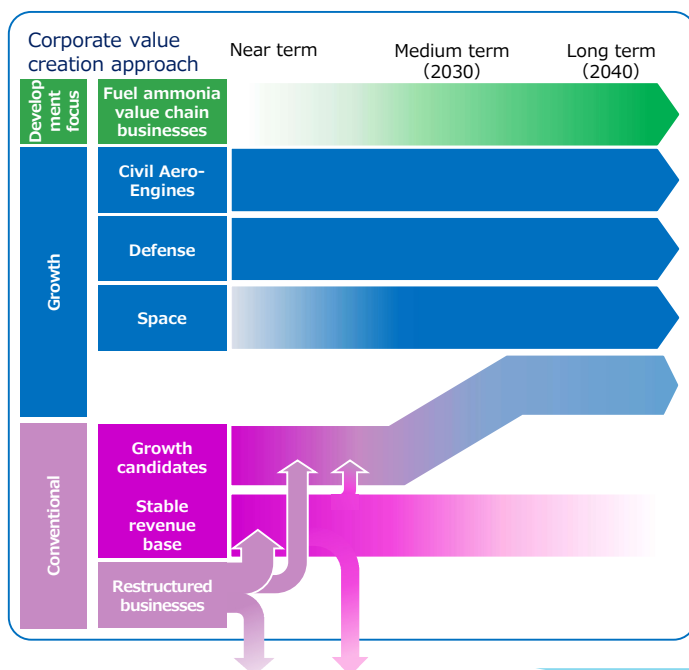 Corporate value
creation approach
Near term
Medium term
（2030）
Long term
（2040）
Develop
ment
focus
Fuel ammonia
value chain
businesses
Growth
Civil Aero-
Engines
Defense
Space
Conventional
Growth
candidates
Stable
revenue
base
Restructured
businesses